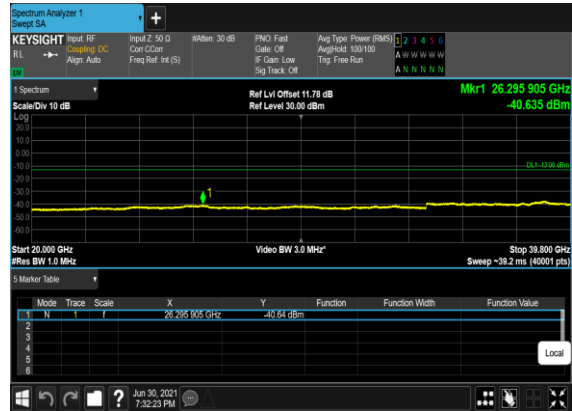 Spectrum Analyzer 1
Swept SA
+
KEYSIGHT Input: RF Input Z: 50 Ω #Atten: 30 dB PNO: Fast Avg Type: Power (RMS) 1 2 3 4 5 6
RL Coupling: DC Corr CCorr Gate: Off Avg|Hold: 100/100 A W W W W W
Align: Auto Freq Ref: Int (S) IF Gain: Low Trig: Free Run
Sig Track: Off A N N N N N
1 Spectrum Ref Lvl Offset 11.78 dB Mkr1 26.295 905 GHz
Scale/Div 10 dB Ref Level 30.00 dBm -40.635 dBm
Log
20.0
10.0
0.00
-10.0
DL1 -13.00 dBm
-20.0
-30.0
1
-40.0
-50.0
-60.0
Start 20.000 GHz Video BW 3.0 MHz* Stop 39.800 GHz
#Res BW 1.0 MHz Sweep ~39.2 ms (40001 pts)
5 Marker Table
Mode Trace Scale X Y Function Function Width Function Value
1 N 1 f 26.295 905 GHz -40.64 dBm
2
3
4
5
6
Local
? Jun 30, 2021
7:32:23 PM